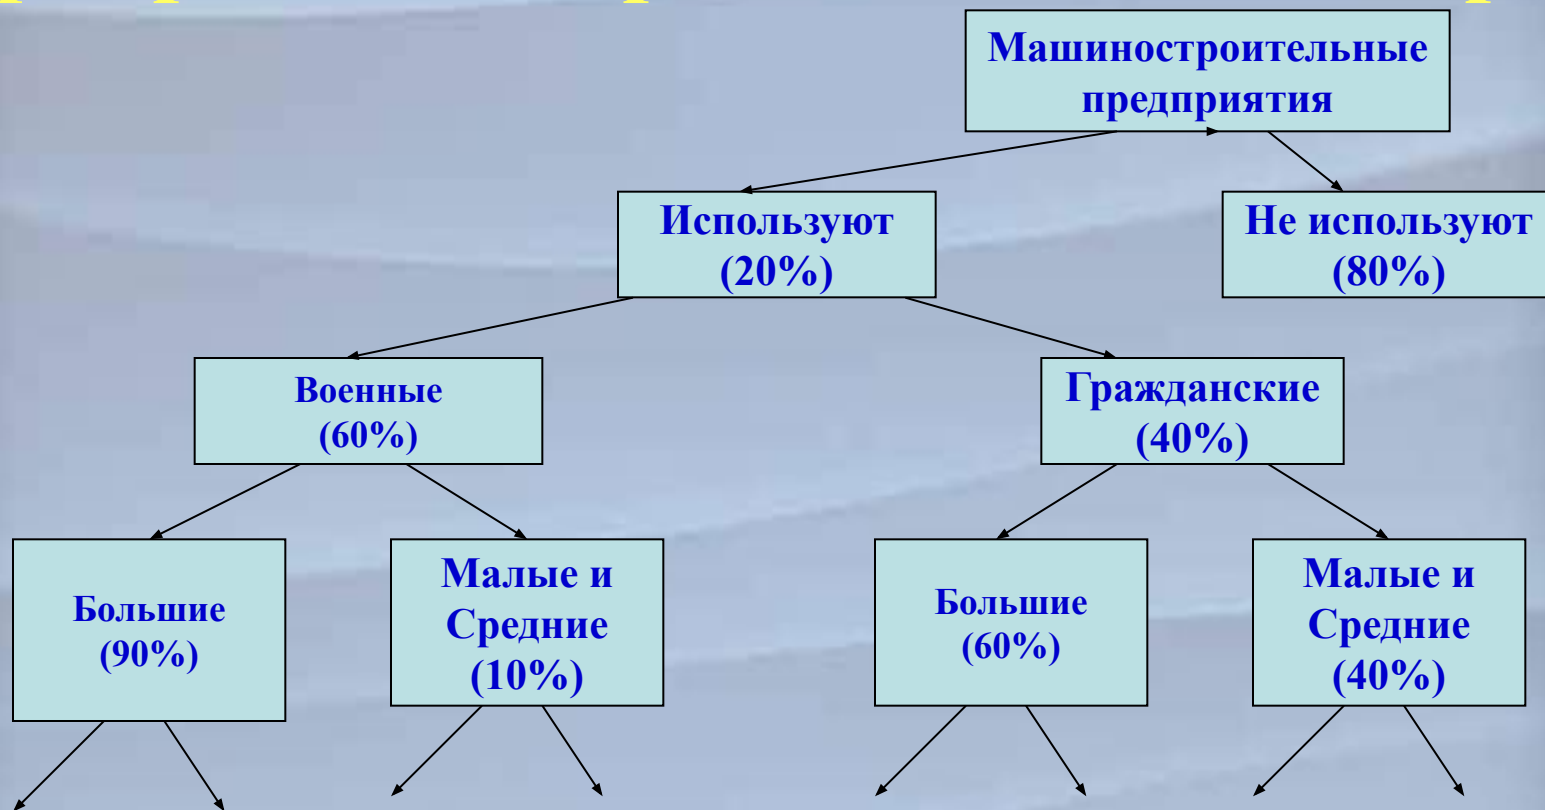 Машиностроительные
предприятия
Используют
(20%)
Не используют
(80%)
Военные
(60%)
Гражданские
(40%)
Большие
(90%)
Малые и
Средние
(10%)
Большие
(60%)
Малые и
Средние
(40%)